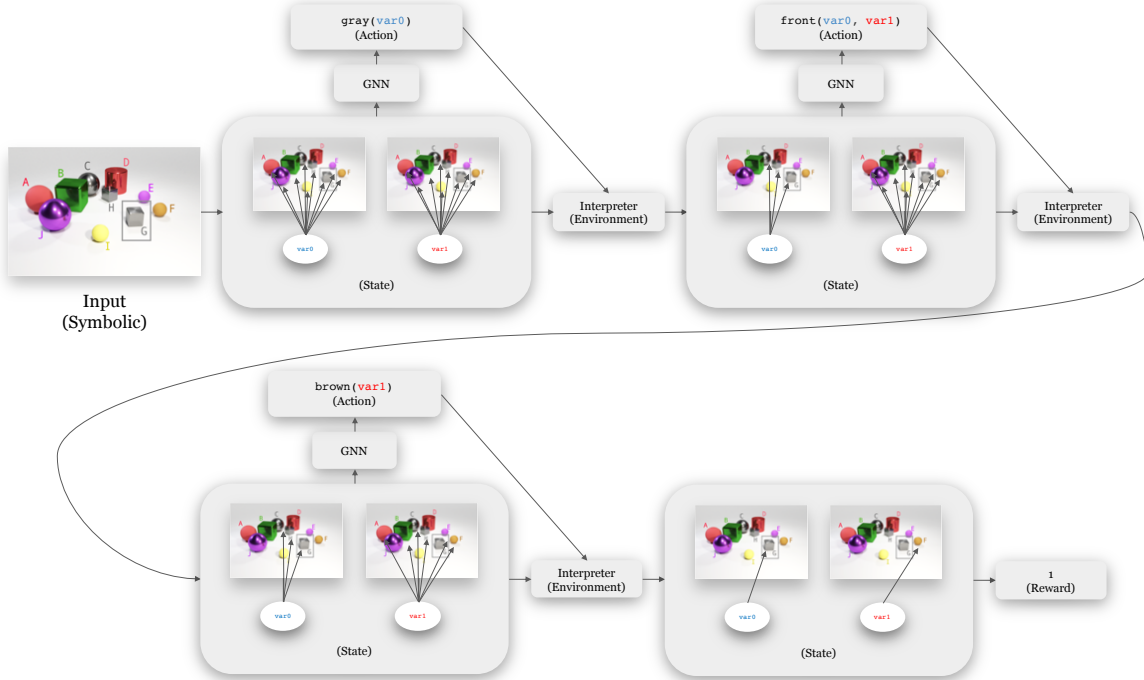 gray(var0)
(Action)
GNN
A
B
C
D
E
F
G
H
I
J
Input
(Symbolic)
A
B
C
D
E
F
J
var0
A
B
C
D
E
F
J
var1
(State)
Interpreter
(Environment)
front(var0, var1)
(Action)
GNN
A
B
C
D
E
F
G
J
var0
A
B
C
D
E
F
J
var1
(State)
Interpreter
(Environment)
brown(var1)
(Action)
GNN
A
B
C
D
E
F
J
var0
A
B
C
D
E
F
J
var1
(State)
Interpreter
(Environment)
A
B
C
D
E
F
G
H
I
J
var0
A
B
C
D
E
F
G
H
I
J
var1
(State)
1
(Reward)